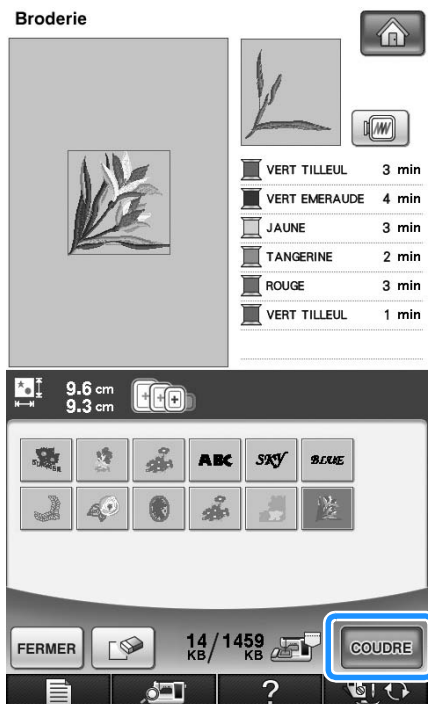 Broderie
VERT TILLEUL 3 min
VERT EMERAUDE 4 min
JAUNE 3 min
TANGERINE 2 min
ROUGE 3 min
VERT TILLEUL 1 min
9.6 cm
9.3 cm
ABC SKY BLUE
FERMER 14 KB / 1459 KB COUDRE
?